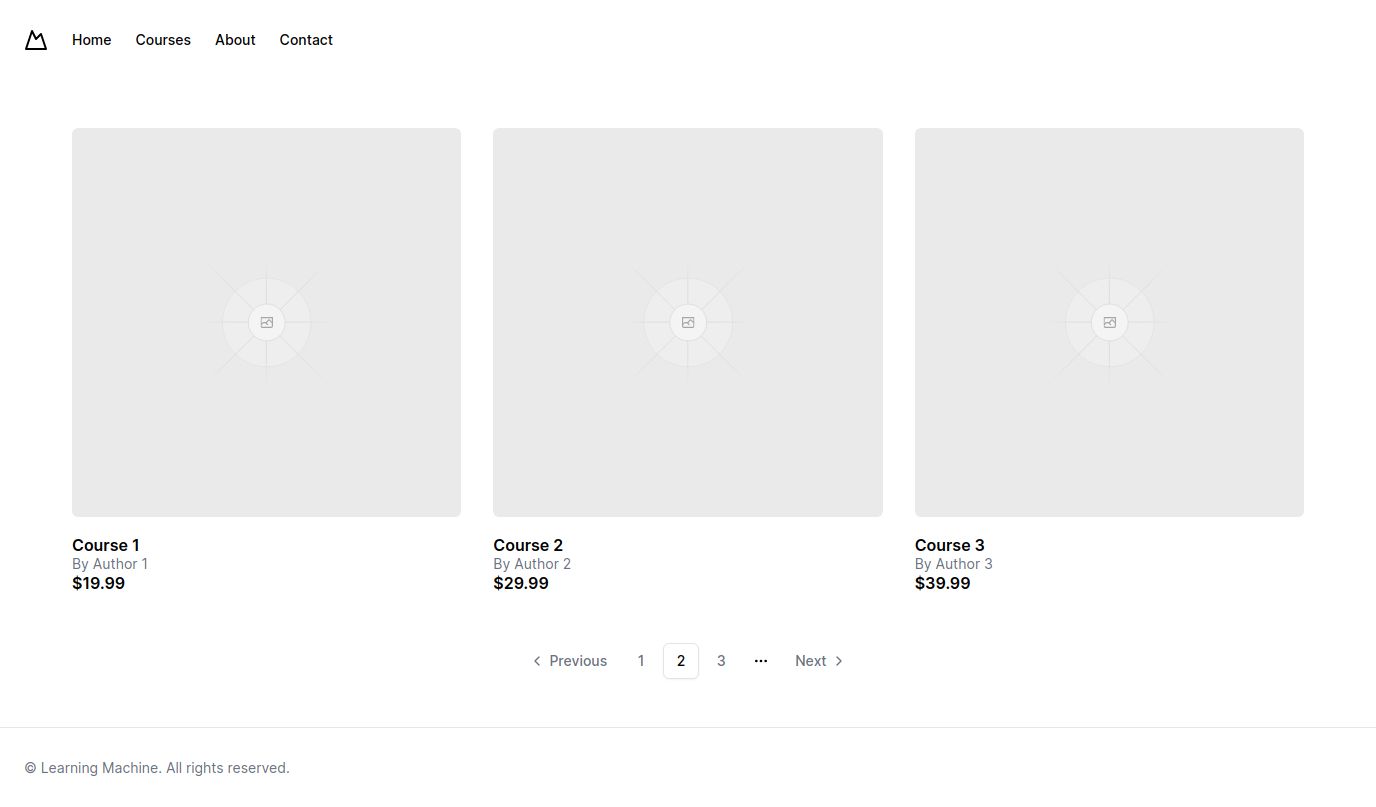 Home Courses About Contact
Course 1 Course 2 Course 3
By Author 1 By Author 2 By Author 3
$19.99 $29.99 $39.99
Previous 1 2 3 ... Next
© Learning Machine. All rights reserved.